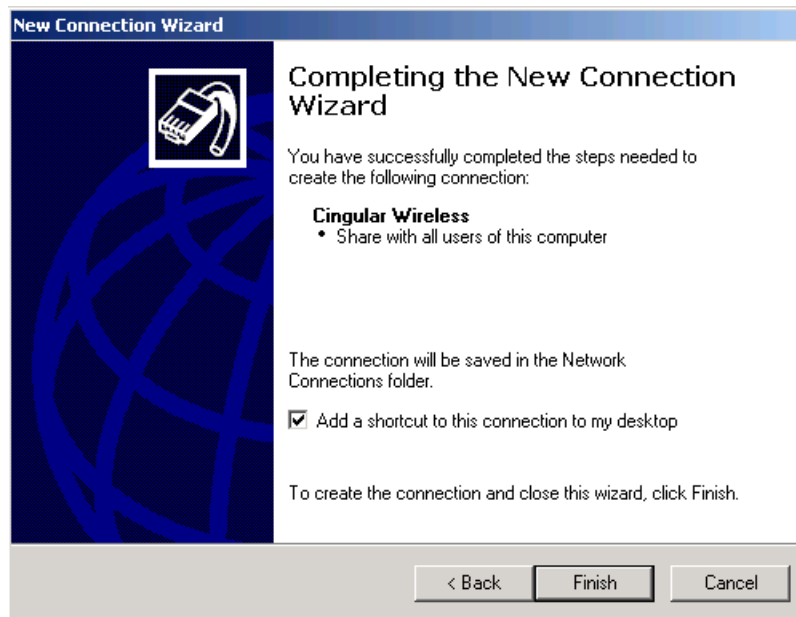 New Connection Wizard
Completing the New Connection
Wizard
You have successfully completed the steps needed to
create the following connection:
Cingular Wireless
• Share with all users of this computer
The connection will be saved in the Network
Connections folder.
Add a shortcut to this connection to my desktop
To create the connection and close this wizard, click Finish.
< Back Finish Cancel